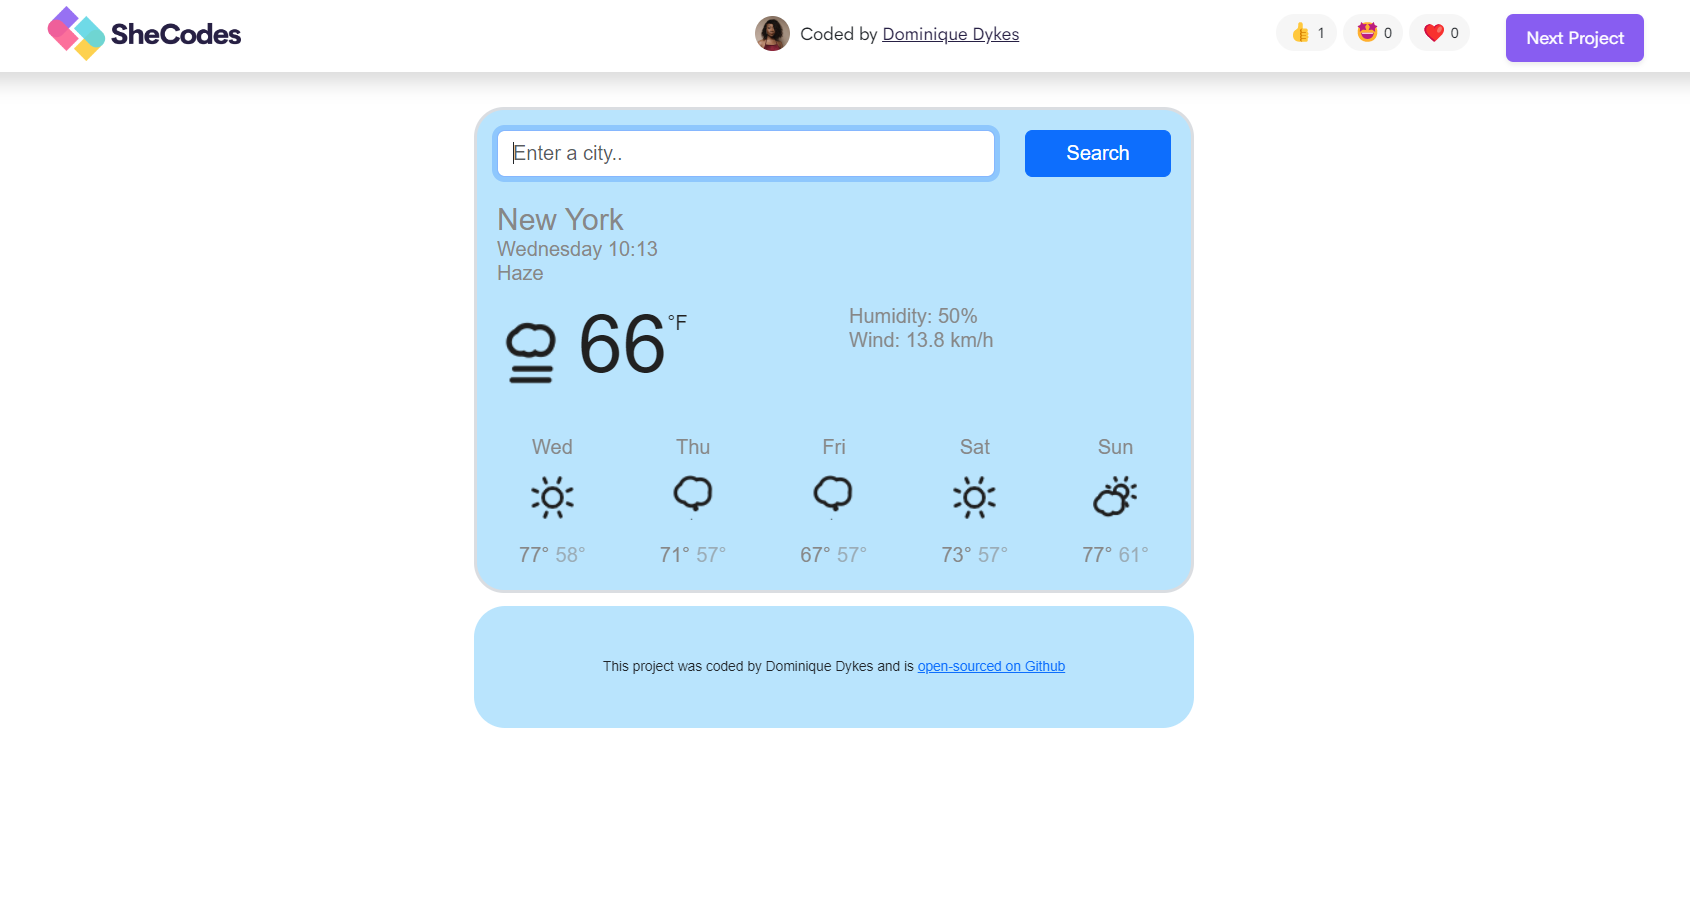 SheCodes
Coded by Dominique Dykes
1
0
0
Next Project
Enter a city..
Search
New York
Wednesday 10:13
Haze
66 °F
Humidity: 50%
Wind: 13.8 km/h
Wed Thu Fri Sat Sun
77° 58° 71° 57° 67° 57° 73° 57° 77° 61°
This project was coded by Dominique Dykes and is open-sourced on Github